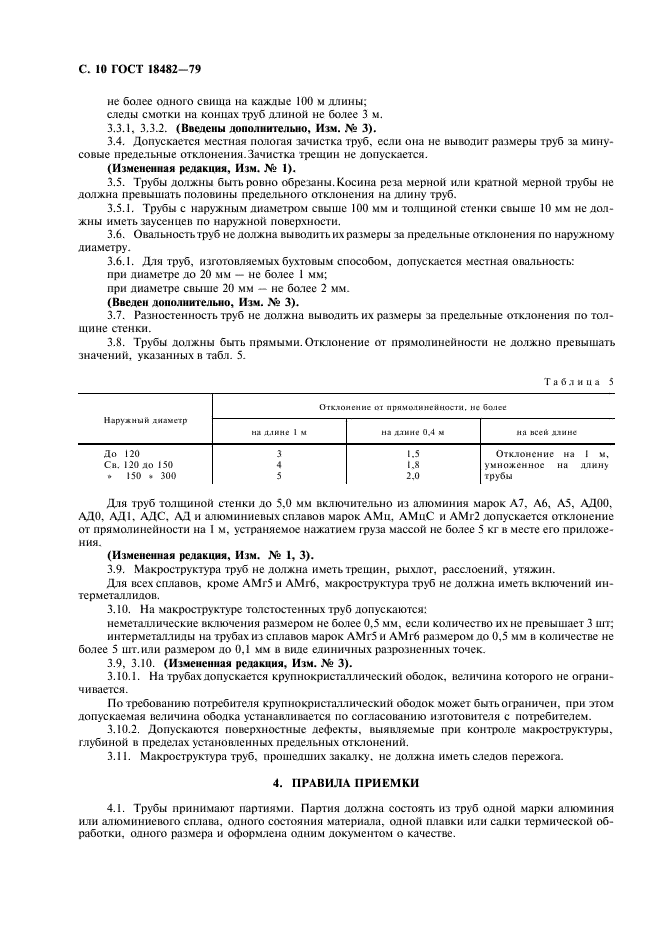 С. 10 ГОСТ 18482—79
не более одного свища на каждые 100 м длины;
следы смотки на концах труб длиной не более 3 м.
3.3.1, 3.3.2. (Введены дополнительно, Изм. № 3).
3.4. Допускается местная пологая зачистка труб, если она не выводит размеры труб за мину-
совые предельные отклонения. Зачистка трещин не допускается.
(Измененная редакция, Изм. № 1).
3.5. Трубы должны быть ровно обрезаны. Косина реза мерной или кратной мерной трубы не
должна превышать половины предельного отклонения на длину труб.
3.5.1. Трубы с наружным диаметром свыше 100 мм и толщиной стенки свыше 10 мм не дол-
жны иметь заусенцев по наружной поверхности.
3.6. Овальность труб не должна выводить их размеры за предельные отклонения по наружному
диаметру.
3.6.1. Для труб, изготовляемых бухтовым способом, допускается местная овальность:
при диаметре до 20 мм — не более 1 мм;
при диаметре свыше 20 мм — не более 2 мм.
(Введен дополнительно, Изм. № 3).
3.7. Разностенность труб не должна выводить их размеры за предельные отклонения по тол-
щине стенки.
3.8. Трубы должны быть прямыми. Отклонение от прямолинейности не должно превышать
значений, указанных в табл. 5.
Таблица 5
Наружный диаметр
Отклонение от прямолинейности, не более
на длине 1 м на длине 0,4 м на всей длине
До 120 3 1,5 Отклонение на 1 м,
Св. 120 до 150 4 1,8 умноженное на длину
» 150 « 300 5 2,0 трубы
Для труб толщиной стенки до 5,0 мм включительно из алюминия марок А7, А6, А5, АД00,
АД0, АД1, АДС, АД и алюминиевых сплавов марок АМц, АМцС и АМг2 допускается отклонение
от прямолинейности на 1 м, устраняемое нажатием груза массой не более 5 кг в месте его приложе-
ния.
(Измененная редакция, Изм. № 1, 3).
3.9. Макроструктура труб не должна иметь трещин, рыхлот, расслоений, утяжин.
Для всех сплавов, кроме АМг5 и АМг6, макроструктура труб не должна иметь включений ин-
терметаллидов.
3.10. На макроструктуре толстостенных труб допускаются:
неметаллические включения размером не более 0,5 мм, если количество их не превышает 3 шт;
интерметаллиды на трубах из сплавов марок АМг5 и АМг6 размером до 0,5 мм в количестве не
более 5 шт. или размером до 0,1 мм в виде единичных разрозненных точек.
3.9, 3.10. (Измененная редакция, Изм. № 3).
3.10.1. На трубах допускается крупнокристаллический ободок, величина которого не ограни-
чивается.
По требованию потребителя крупнокристаллический ободок может быть ограничен, при этом
допускаемая величина ободка устанавливается по согласованию изготовителя с потребителем.
3.10.2. Допускаются поверхностные дефекты, выявляемые при контроле макроструктуры,
глубиной в пределах установленных предельных отклонений.
3.11. Макроструктура труб, прошедших закалку, не должна иметь следов пережога.
4. ПРАВИЛА ПРИЕМКИ
4.1. Трубы принимают партиями. Партия должна состоять из труб одной марки алюминия
или алюминиевого сплава, одного состояния материала, одной плавки или садки термической об-
работки, одного размера и оформлена одним документом о качестве.